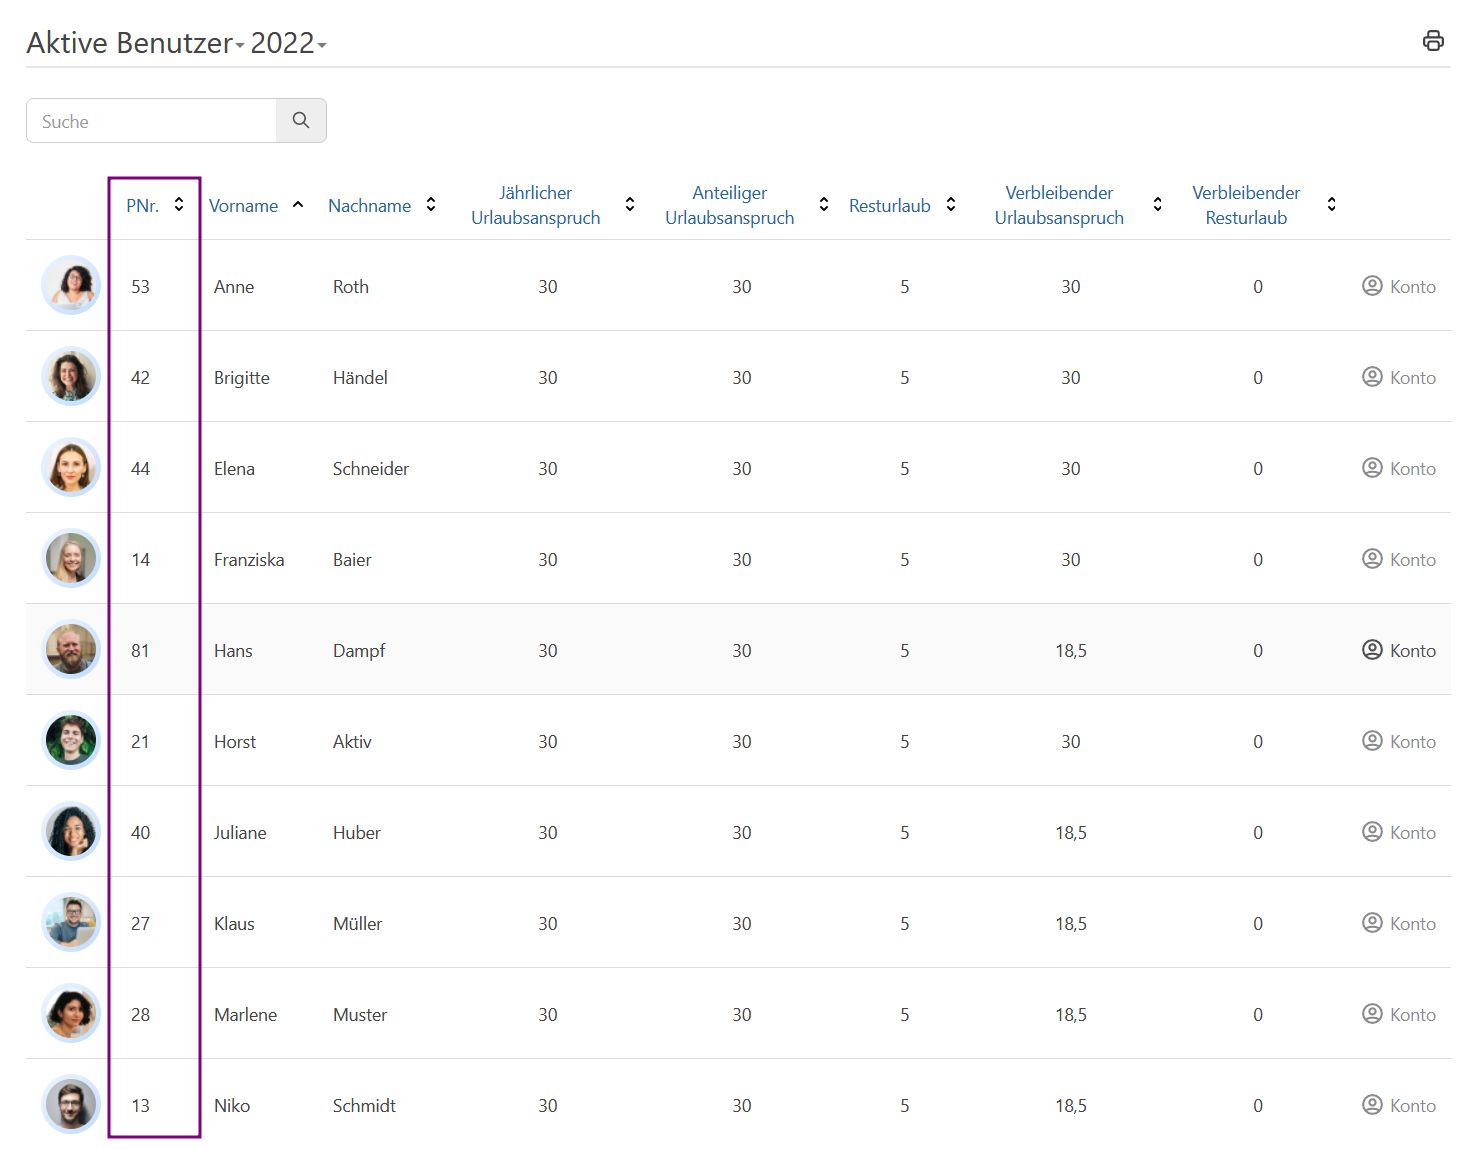 Aktive Benutzer 2022
Suche
PNr. Vorname Nachname Jährlicher Urlaubsanspruch Anteiliger Urlaubsanspruch Resturlaub Verbleibender Urlaubsanspruch Verbleibender Resturlaub
53 Anne Roth 30 30 5 30 0 Konto
42 Brigitte Händel 30 30 5 30 0 Konto
44 Elena Schneider 30 30 5 30 0 Konto
14 Franziska Baier 30 30 5 30 0 Konto
81 Hans Dampf 30 30 5 18,5 0 Konto
21 Horst Aktiv 30 30 5 30 0 Konto
40 Juliane Huber 30 30 5 18,5 0 Konto
27 Klaus Müller 30 30 5 18,5 0 Konto
28 Marlene Muster 30 30 5 18,5 0 Konto
13 Niko Schmidt 30 30 5 18,5 0 Konto